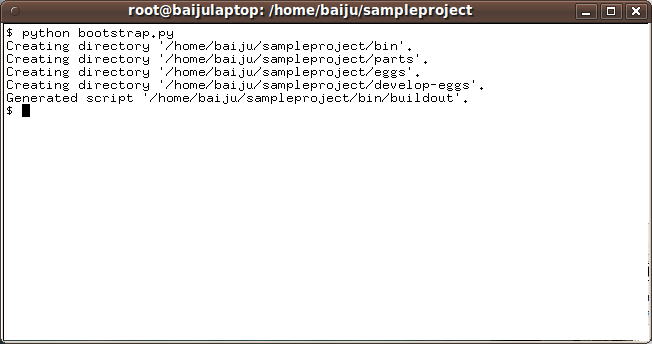 root@baijulaptop: /home/baiju/sampleproject
$ python bootstrap.py
Creating directory '/home/baiju/sampleproject/bin'.
Creating directory '/home/baiju/sampleproject/parts'.
Creating directory '/home/baiju/sampleproject/eggs'.
Creating directory '/home/baiju/sampleproject/develop-eggs'.
Generated script '/home/baiju/sampleproject/bin/buildout'.
$